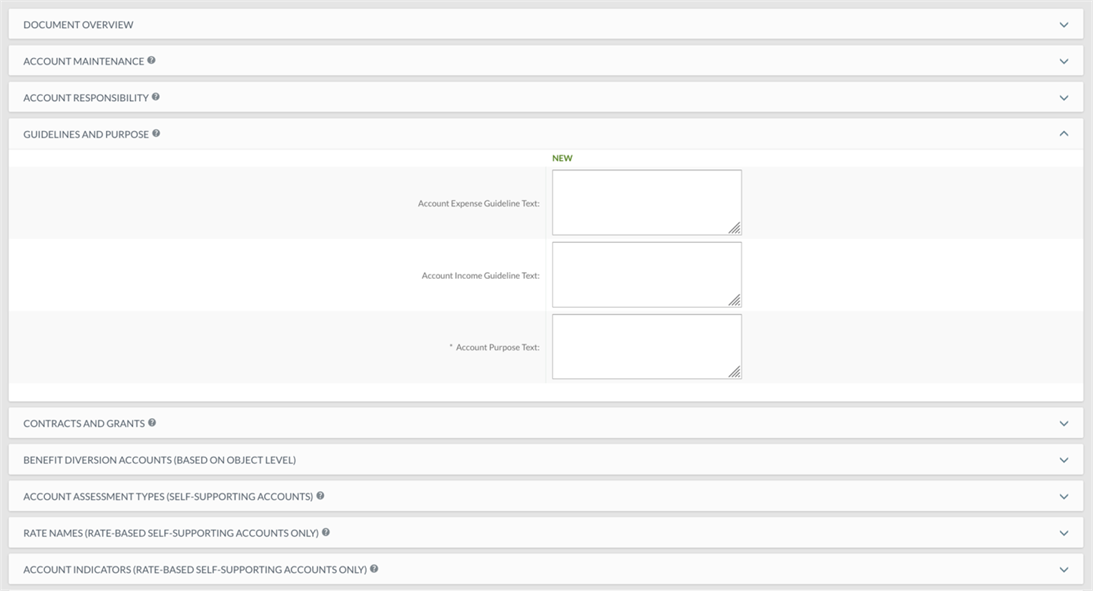 DOCUMENT OVERVIEW
ACCOUNT MAINTENANCE
ACCOUNT RESPONSIBILITY
GUIDELINES AND PURPOSE
NEW
Account Expense Guideline Text:
Account Income Guideline Text:
* Account Purpose Text:
CONTRACTS AND GRANTS
BENEFIT DIVERSION ACCOUNTS (BASED ON OBJECT LEVEL)
ACCOUNT ASSESSMENT TYPES (SELF-SUPPORTING ACCOUNTS)
RATE NAMES (RATE-BASED SELF-SUPPORTING ACCOUNTS ONLY)
ACCOUNT INDICATORS (RATE-BASED SELF-SUPPORTING ACCOUNTS ONLY)